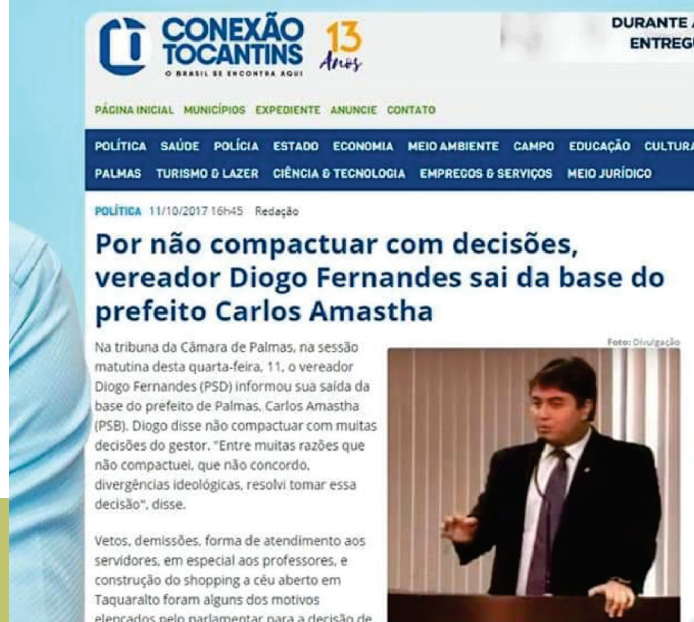 CONEXÃO
TOCANTINS
O BRASIL SE ENCONTRA AQUI
13
Anos
DURANTE
ENTREG
PÁGINA INICIAL MUNICÍPIOS EXPEDIENTE ANUNCIE CONTATO
POLÍTICA SAÚDE POLÍCIA ESTADO ECONOMIA MEIO AMBIENTE CAMPO EDUCAÇÃO CULTURA
PALMAS TURISMO & LAZER CIÊNCIA & TECNOLOGIA EMPREGOS & SERVIÇOS MEIO JURÍDICO
POLÍTICA 11/10/2017 16h45 Redação
Por não compactuar com decisões,
vereador Diogo Fernandes sai da base do
prefeito Carlos Amastha
Foto: Divulgação
Na tribuna da Câmara de Palmas, na sessão
matutina desta quarta-feira, 11, o vereador
Diogo Fernandes (PSD) informou sua saída da
base do prefeito de Palmas, Carlos Amastha
(PSB). Diogo disse não compactuar com muitas
decisões do gestor. "Entre muitas razões que
não compactuei, que não concordo,
divergências ideológicas, resolvi tomar essa
decisão", disse.
Vetos, demissões, forma de atendimento aos
servidores, em especial aos professores, e
construção do shopping a céu aberto em
Taquaralto foram alguns dos motivos
elencados pelo parlamentar para a decisão de